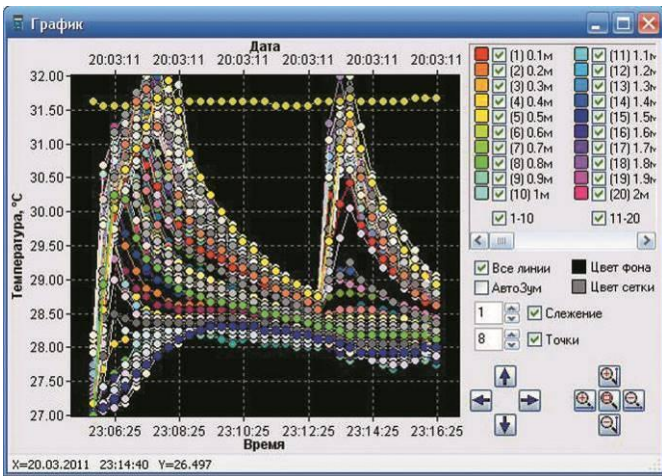 График
Дата
20:03:11 20:03:11 20:03:11 20:03:11 20:03:11 20:03:11
32.00
31.50
31.00
30.50
30.00
29.50
29.00
28.50
28.00
27.50
27.00
Температура, °C
23:06:25 23:08:25 23:10:25 23:12:25 23:14:25 23:16:25
Время
(1) 0.1м (11) 1.1м
(2) 0.2м (12) 1.2м
(3) 0.3м (13) 1.3м
(4) 0.4м (14) 1.4м
(5) 0.5м (15) 1.5м
(6) 0.6м (16) 1.6м
(7) 0.7м (17) 1.7м
(8) 0.8м (18) 1.8м
(9) 0.9м (19) 1.9м
(10) 1м (20) 2м
1-10 11-20
Все линии Цвет фона
АвтоЗум Цвет сетки
1 Слежение
8 Точки
X=20.03.2011 23:14:40 Y=26.497